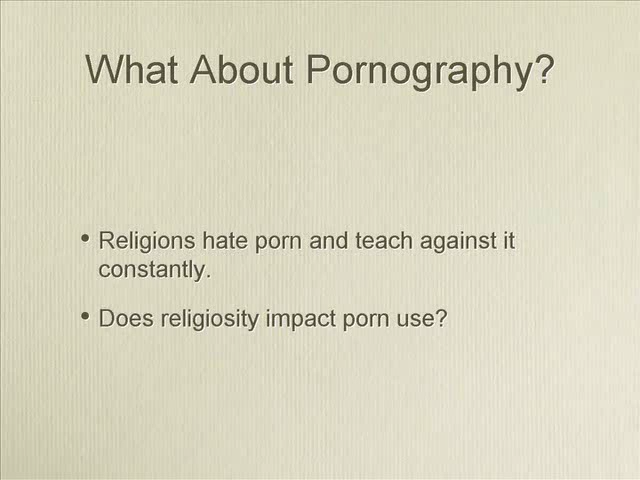 What About Pornography?
• Religions hate porn and teach against it
constantly.
• Does religiosity impact porn use?